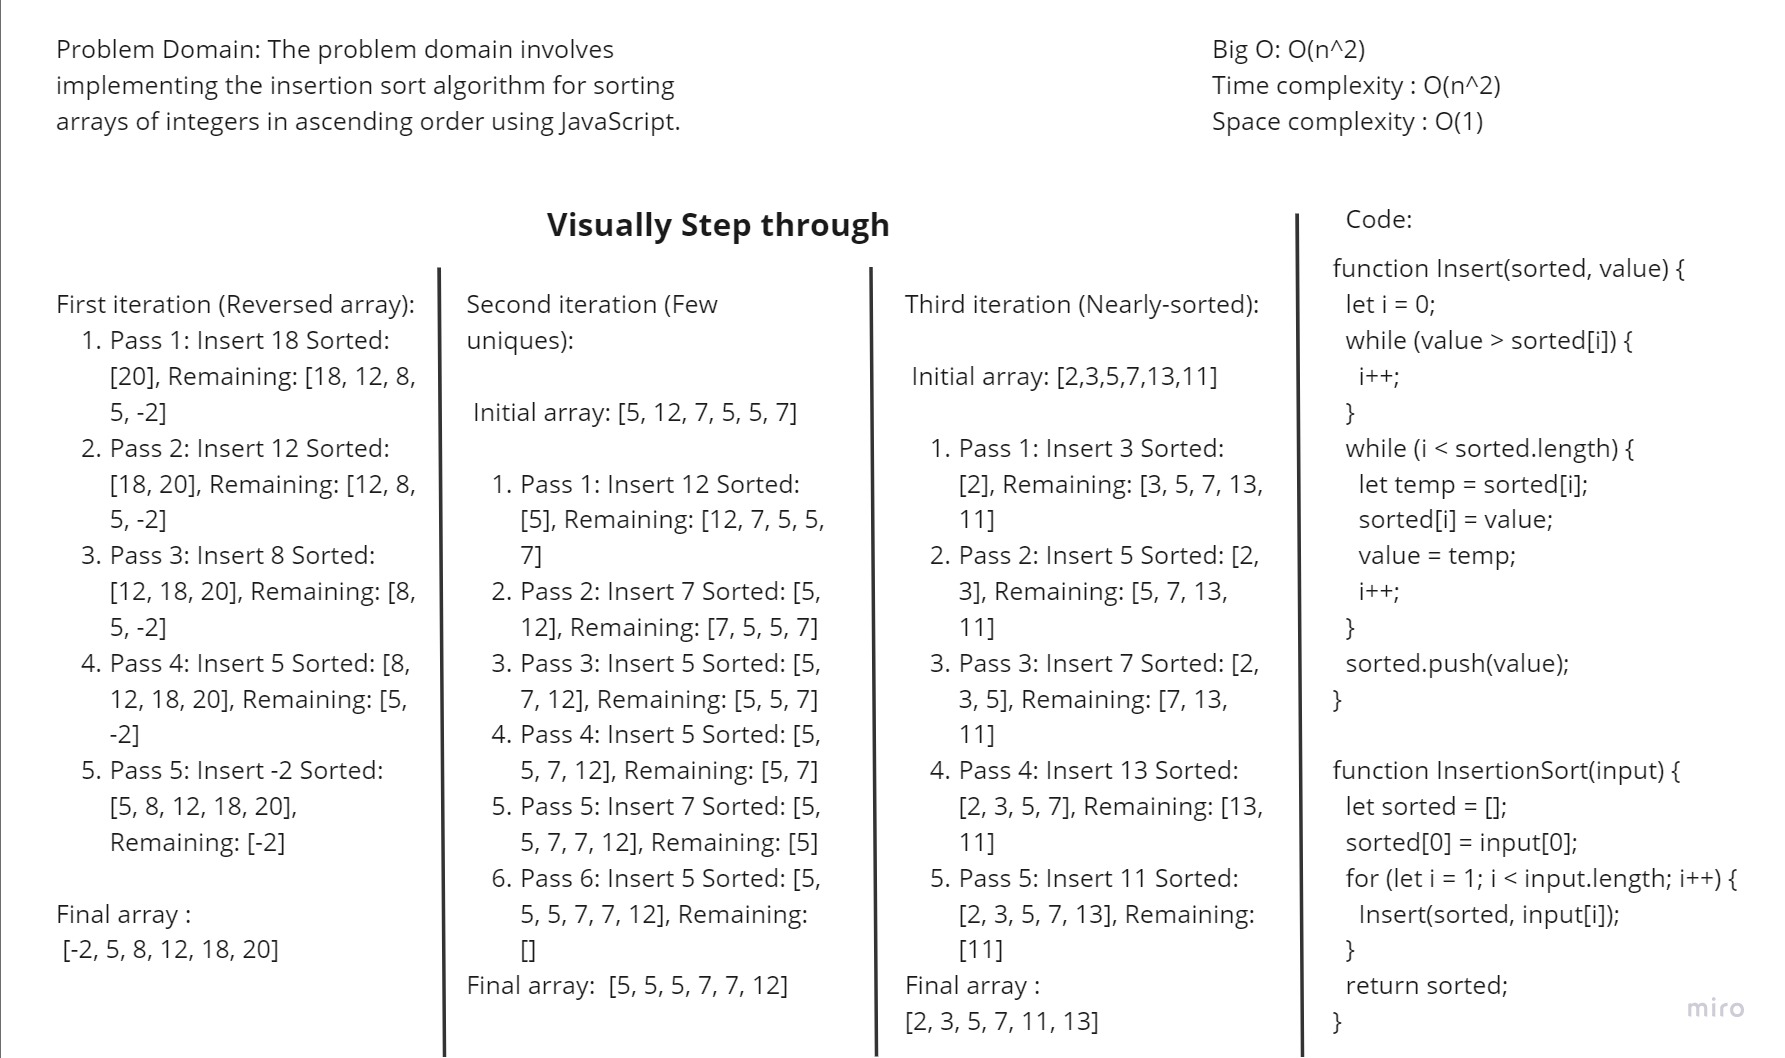 Problem Domain: The problem domain involves
implementing the insertion sort algorithm for sorting
arrays of integers in ascending order using JavaScript.
Big O: O(n^2)
Time complexity : O(n^2)
Space complexity : O(1)
Visually Step through
First iteration (Reversed array):
1. Pass 1: Insert 18 Sorted:
[20], Remaining: [18, 12, 8,
5, -2]
2. Pass 2: Insert 12 Sorted:
[18, 20], Remaining: [12, 8,
5, -2]
3. Pass 3: Insert 8 Sorted:
[12, 18, 20], Remaining: [8,
5, -2]
4. Pass 4: Insert 5 Sorted: [8,
12, 18, 20], Remaining: [5,
-2]
5. Pass 5: Insert -2 Sorted:
[5, 8, 12, 18, 20],
Remaining: [-2]
Final array :
[-2, 5, 8, 12, 18, 20]
Second iteration (Few
uniques):
Initial array: [5, 12, 7, 5, 5, 7]
1. Pass 1: Insert 12 Sorted:
[5], Remaining: [12, 7, 5, 5,
7]
2. Pass 2: Insert 7 Sorted: [5,
12], Remaining: [7, 5, 5, 7]
3. Pass 3: Insert 5 Sorted: [5,
7, 12], Remaining: [5, 5, 7]
4. Pass 4: Insert 5 Sorted: [5,
5, 7, 12], Remaining: [5, 7]
5. Pass 5: Insert 7 Sorted: [5,
5, 7, 7, 12], Remaining: [5]
6. Pass 6: Insert 5 Sorted: [5,
5, 5, 7, 7, 12], Remaining:
[]
Final array:  [5, 5, 5, 7, 7, 12]
Third iteration (Nearly-sorted):
Initial array: [2,3,5,7,13,11]
1. Pass 1: Insert 3 Sorted:
[2], Remaining: [3, 5, 7, 13,
11]
2. Pass 2: Insert 5 Sorted: [2,
3], Remaining: [5, 7, 13,
11]
3. Pass 3: Insert 7 Sorted: [2,
3, 5], Remaining: [7, 13,
11]
4. Pass 4: Insert 13 Sorted:
[2, 3, 5, 7], Remaining: [13,
11]
5. Pass 5: Insert 11 Sorted:
[2, 3, 5, 7, 13], Remaining:
[11]
Final array :
[2, 3, 5, 7, 11, 13]
Code:
function Insert(sorted, value) {
let i = 0;
while (value > sorted[i]) {
i++;
}
while (i < sorted.length) {
let temp = sorted[i];
sorted[i] = value;
value = temp;
i++;
}
sorted.push(value);
}
function InsertionSort(input) {
let sorted = [];
sorted[0] = input[0];
for (let i = 1; i < input.length; i++) {
Insert(sorted, input[i]);
}
return sorted;
}
miro